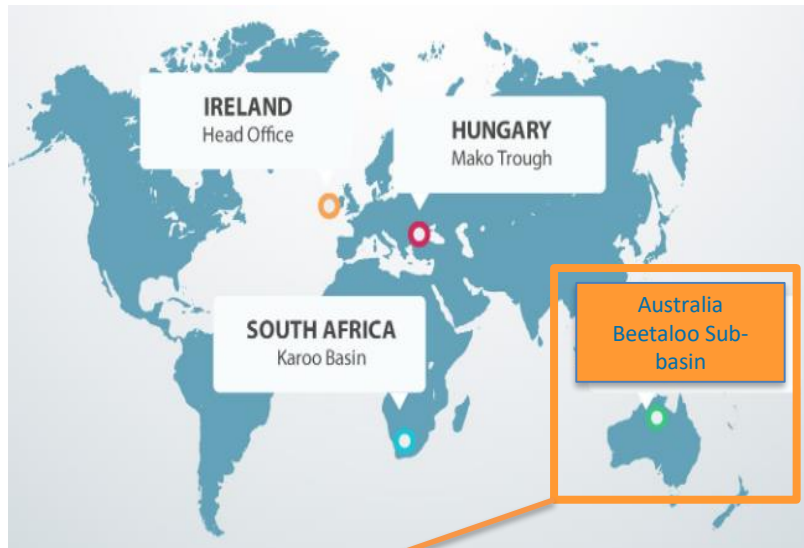 IRELAND
Head Office
HUNGARY
Mako Trough
SOUTH AFRICA
Karoo Basin
Australia
Beetaloo Sub-
basin